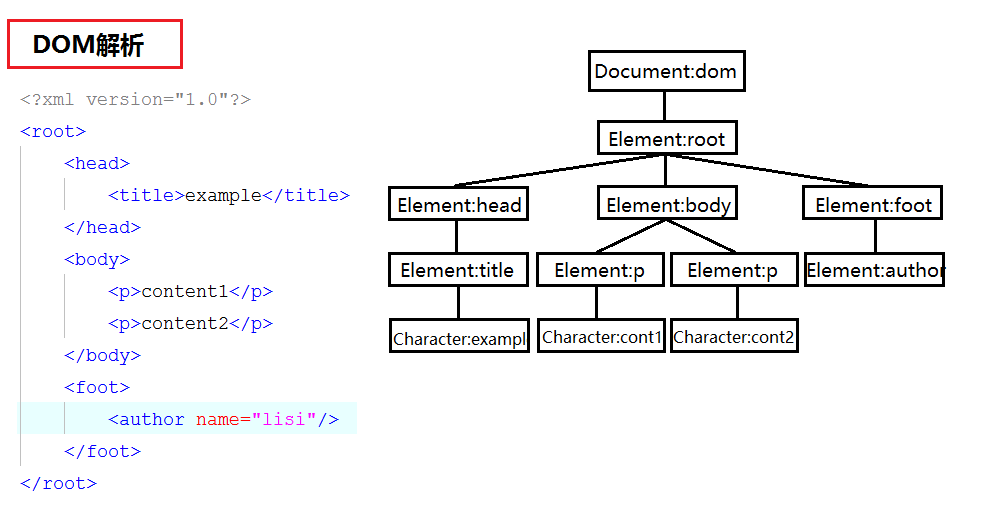 DOM解析
<?xml version="1.0"?>
<root>
<head>
<title>example</title>
</head>
<body>
<p>content1</p>
<p>content2</p>
</body>
<foot>
<author name="lisi"/>
</foot>
</root>
Document:dom
Element:root
Element:head
Element:body
Element:foot
Element:title
Element:p
Element:p
Element:author
Character:exampl
Character:cont1
Character:cont2